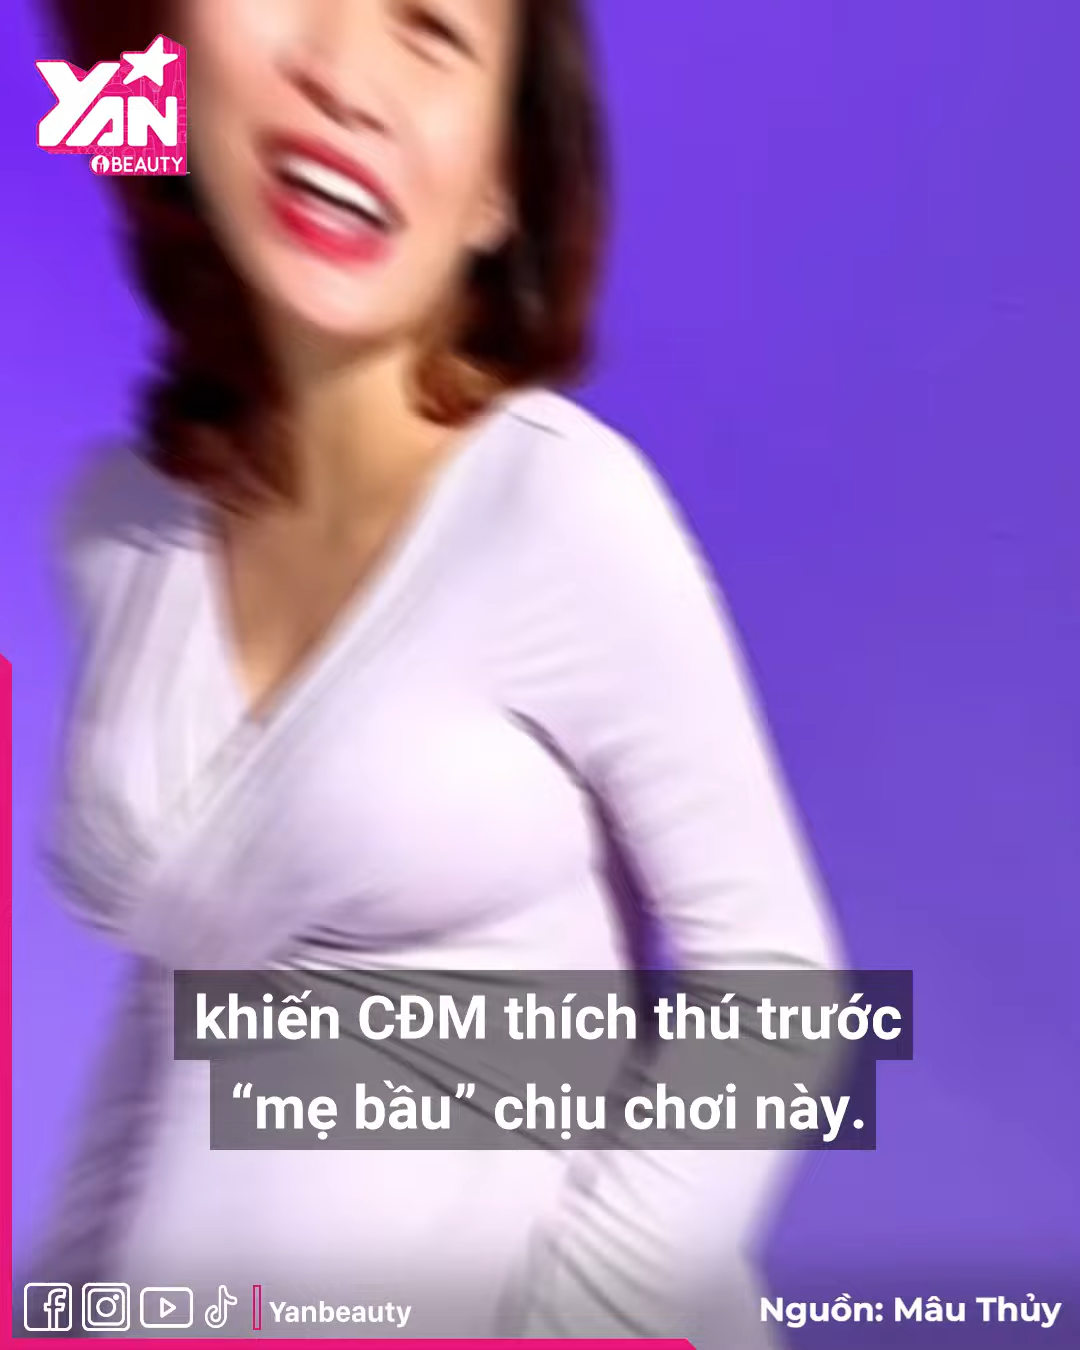 YAN
BEAUTY
khiến CĐM thích thú trước
“mẹ bầu” chịu chơi này.
Yanbeauty
Nguồn: Mâu Thủy